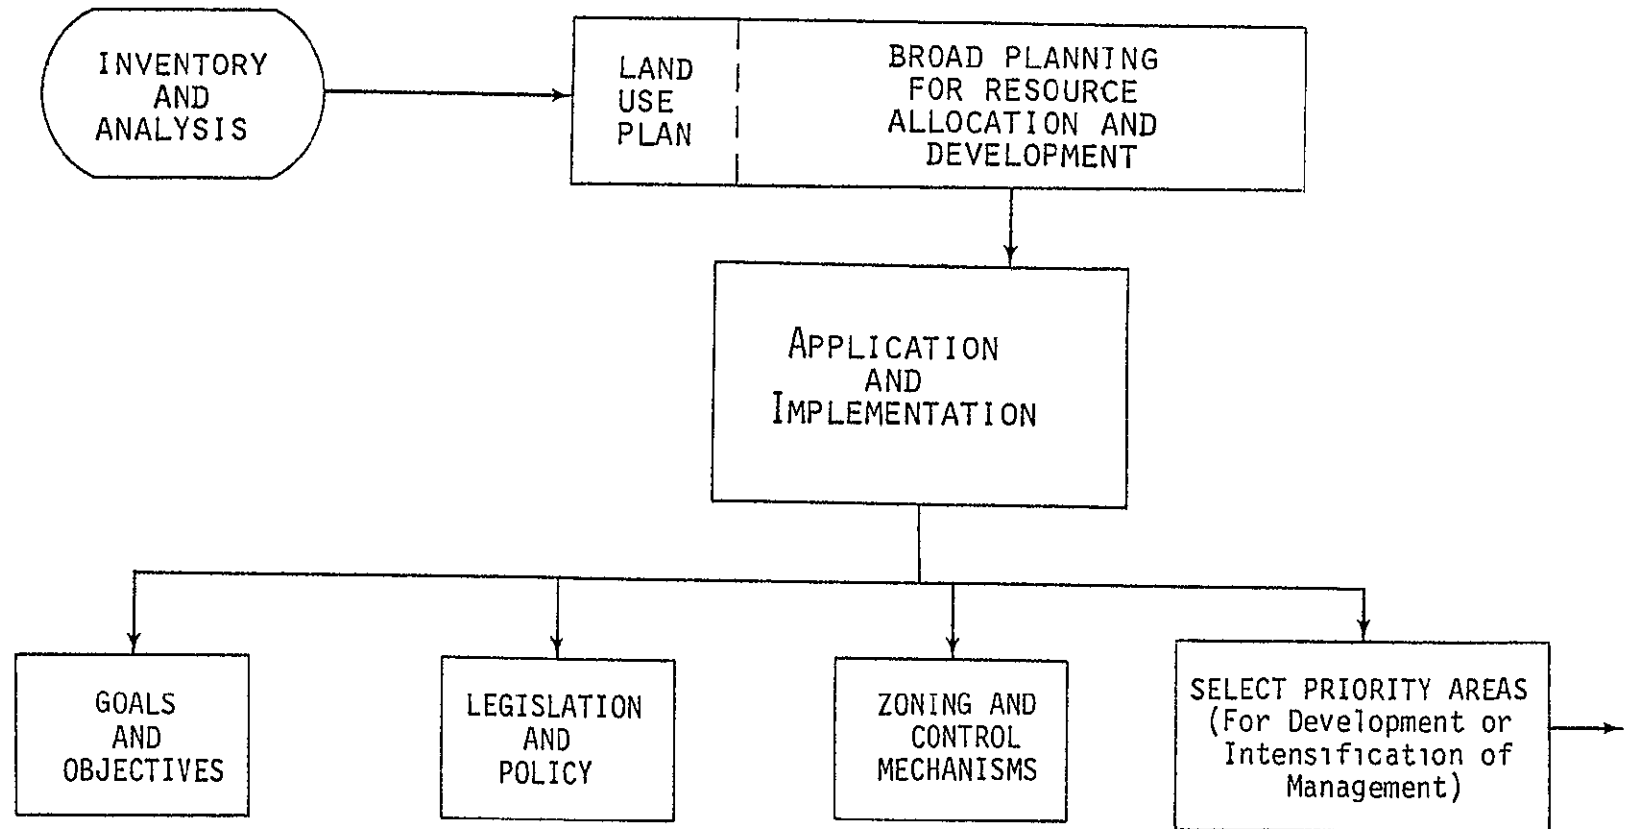 INVENTORY
AND
ANALYSIS
LAND
USE
PLAN
BROAD PLANNING
FOR RESOURCE
ALLOCATION AND
DEVELOPMENT
APPLICATION
AND
IMPLEMENTATION
GOALS
AND
OBJECTIVES
LEGISLATION
AND
POLICY
ZONING AND
CONTROL
MECHANISMS
SELECT PRIORITY AREAS
(For Development or
Intensification of
Management)